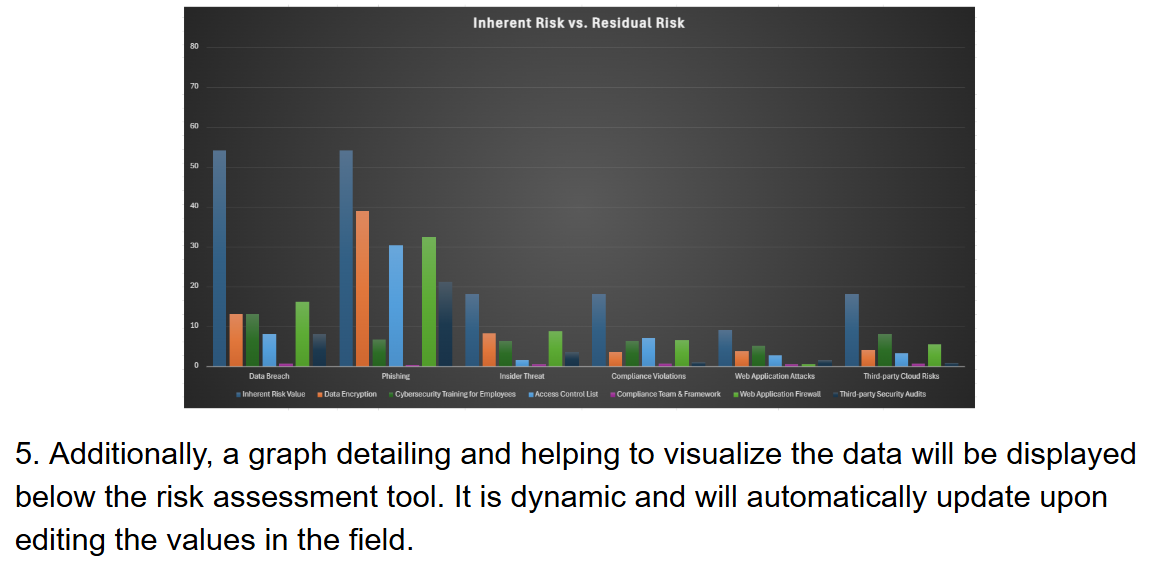 Inherent Risk vs. Residual Risk
80
70
60
50
40
30
20
10
0
Data Breach Phishing Insider Threat Compliance Violations Web Application Attacks Third-party Cloud Risks
Inherent Risk Value Data Encryption Cybersecurity Training for Employees Access Control List Compliance Team & Framework Web Application Firewall Third-party Security Audits
5. Additionally, a graph detailing and helping to visualize the data will be displayed
below the risk assessment tool. It is dynamic and will automatically update upon
editing the values in the field.